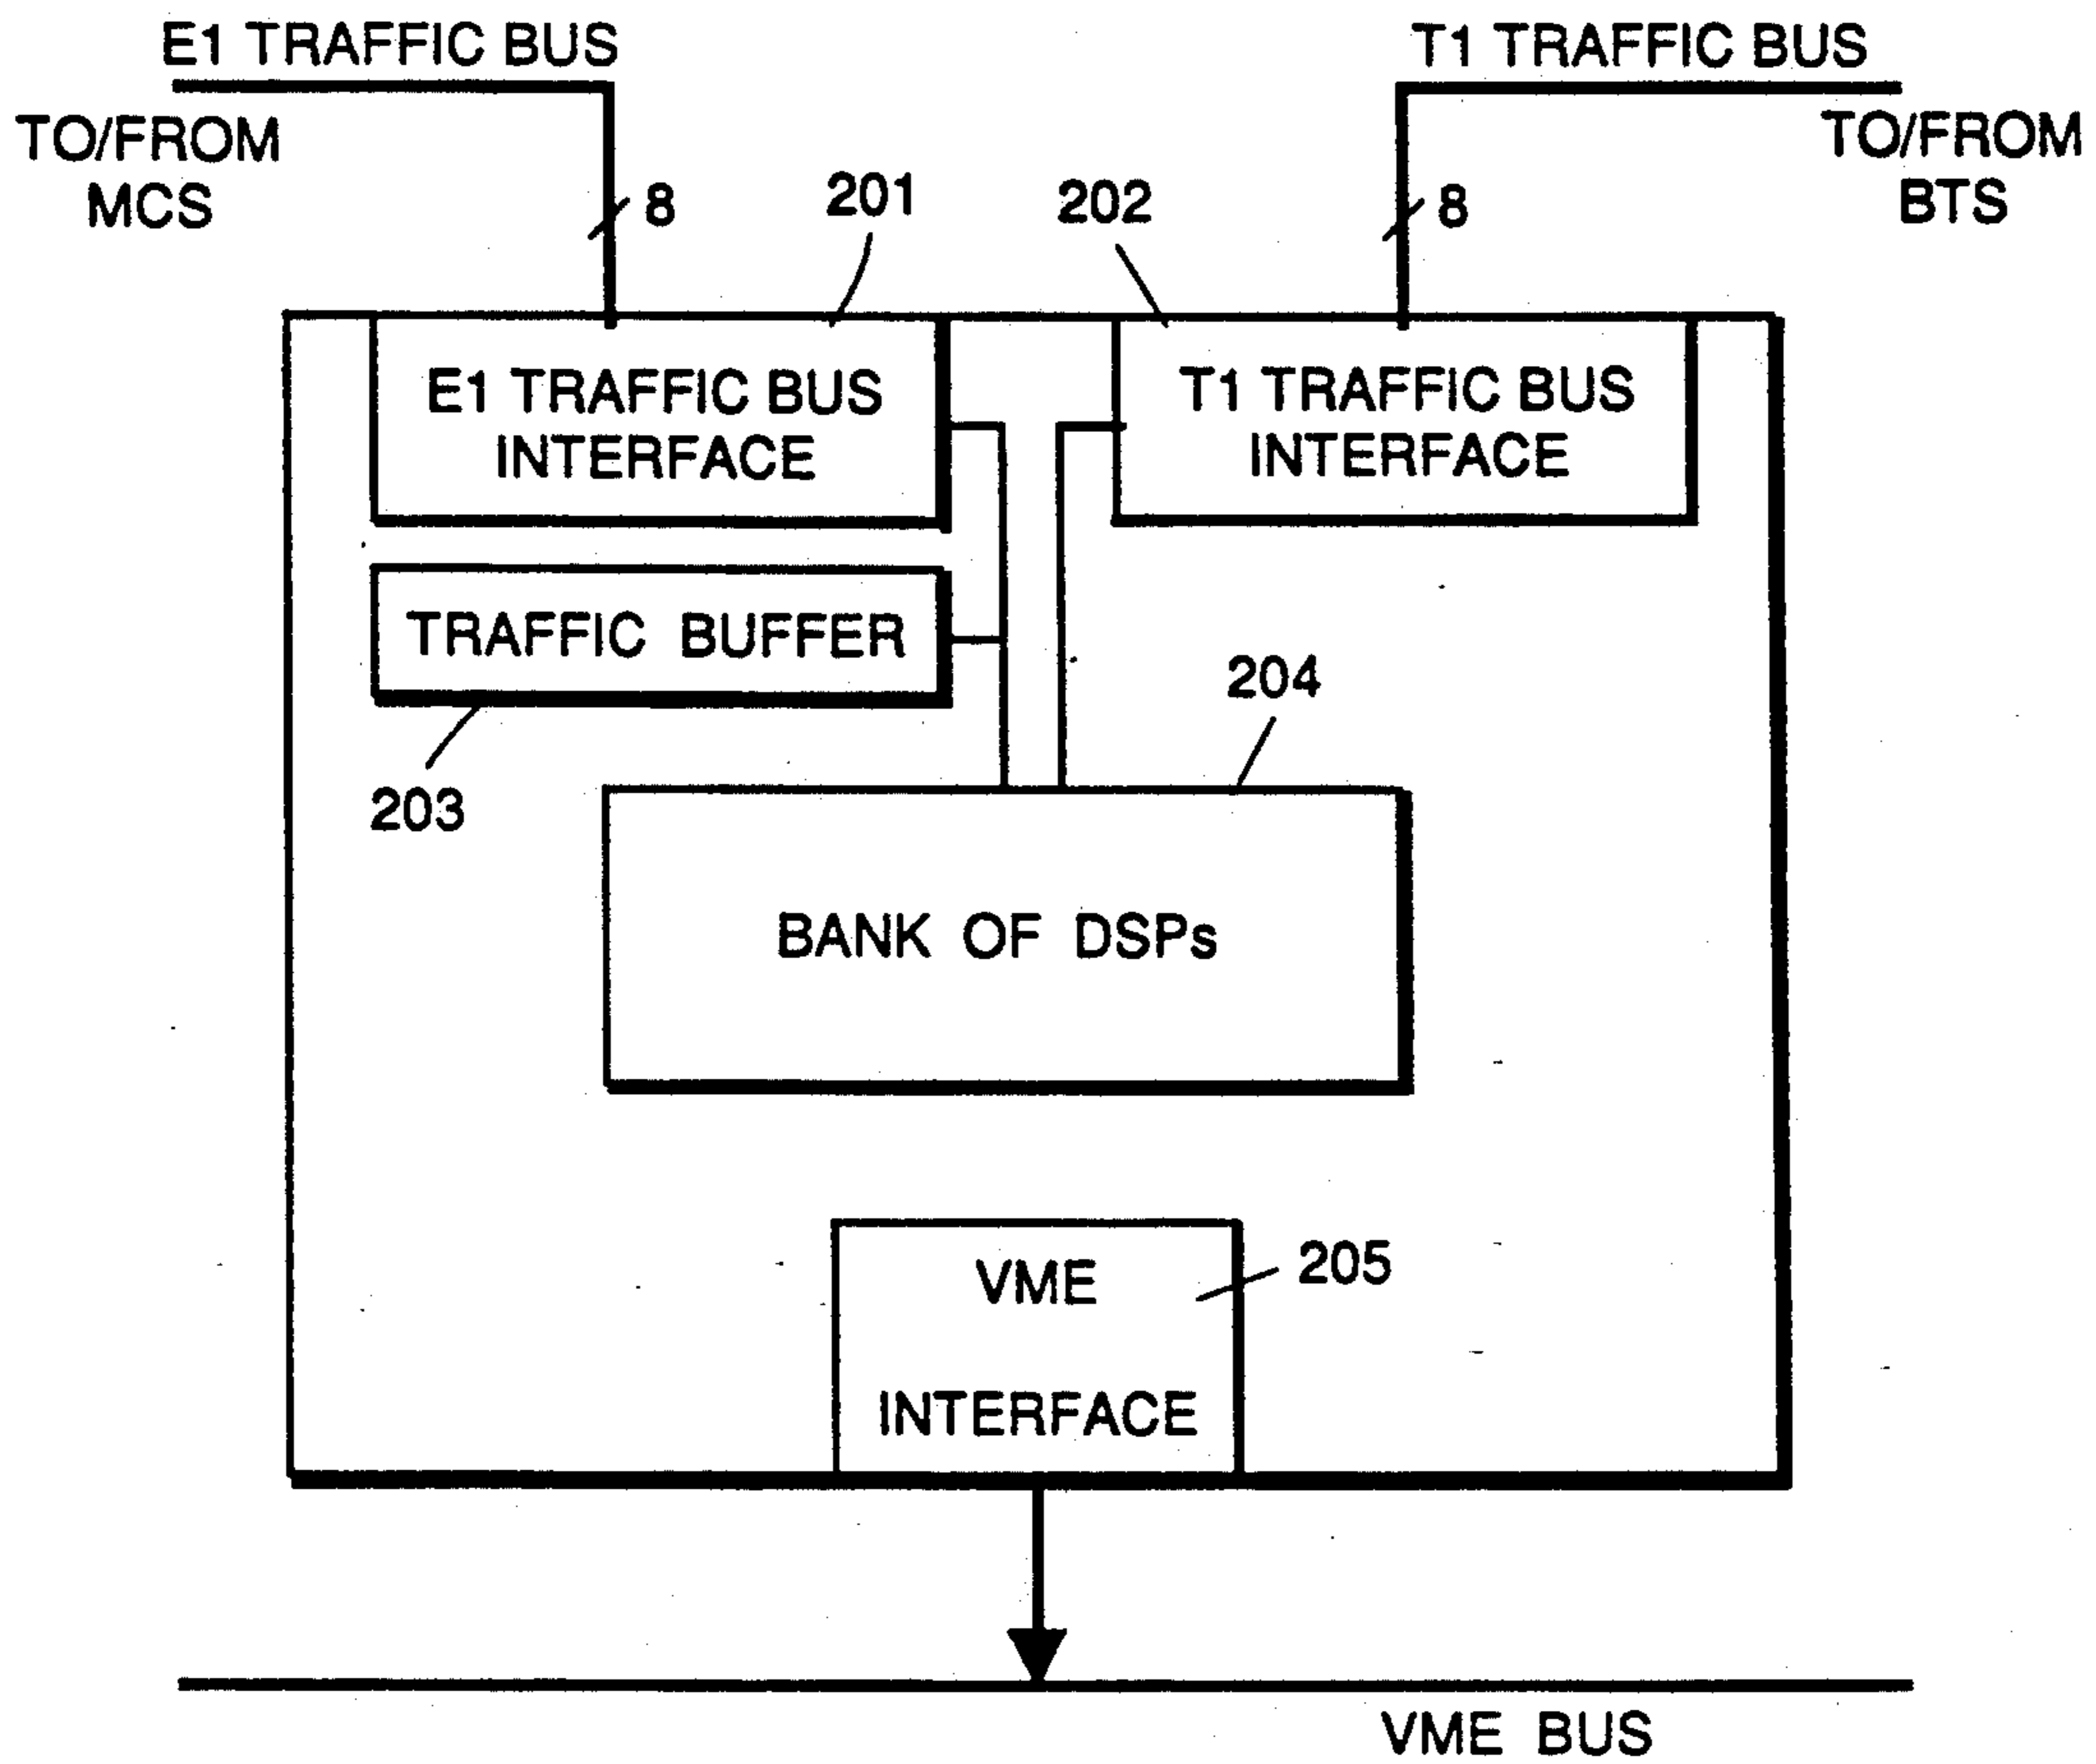 E1 TRAFFIC BUS
T1 TRAFFIC BUS
TO/FROM
MCS
TO/FROM
BTS
8
201
202
8
E1 TRAFFIC BUS
INTERFACE
T1 TRAFFIC BUS
INTERFACE
TRAFFIC BUFFER
203
204
BANK OF DSPs
VME
INTERFACE
205
VME BUS